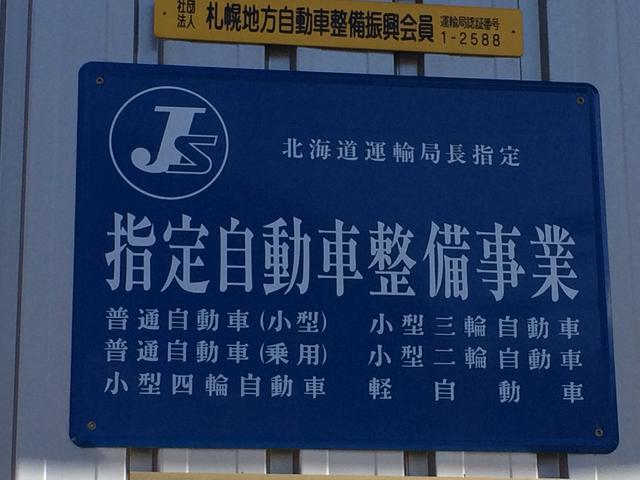 社団法人 札幌地方自動車整備振興会員 運輸局認証番号 1-2588
JS
北海道運輸局長指定
指定自動車整備事業
普通自動車(小型) 小型三輪自動車
普通自動車(乗用) 小型二輪自動車
小型四輪自動車 軽自動車